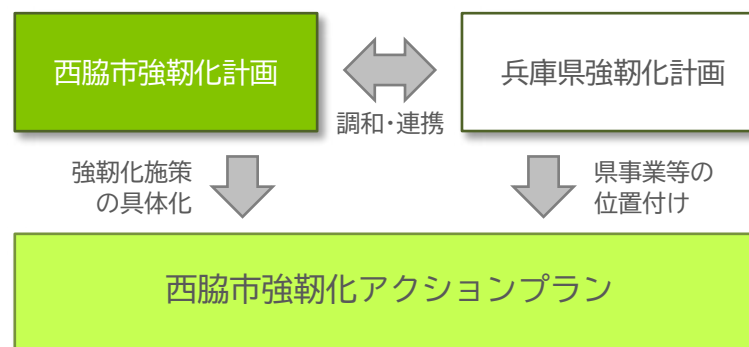 西脇市強靭化計画
兵庫県強靭化計画
調和･連携
強靭化施策
の具体化
県事業等の
位置付け
西脇市強靭化アクションプラン